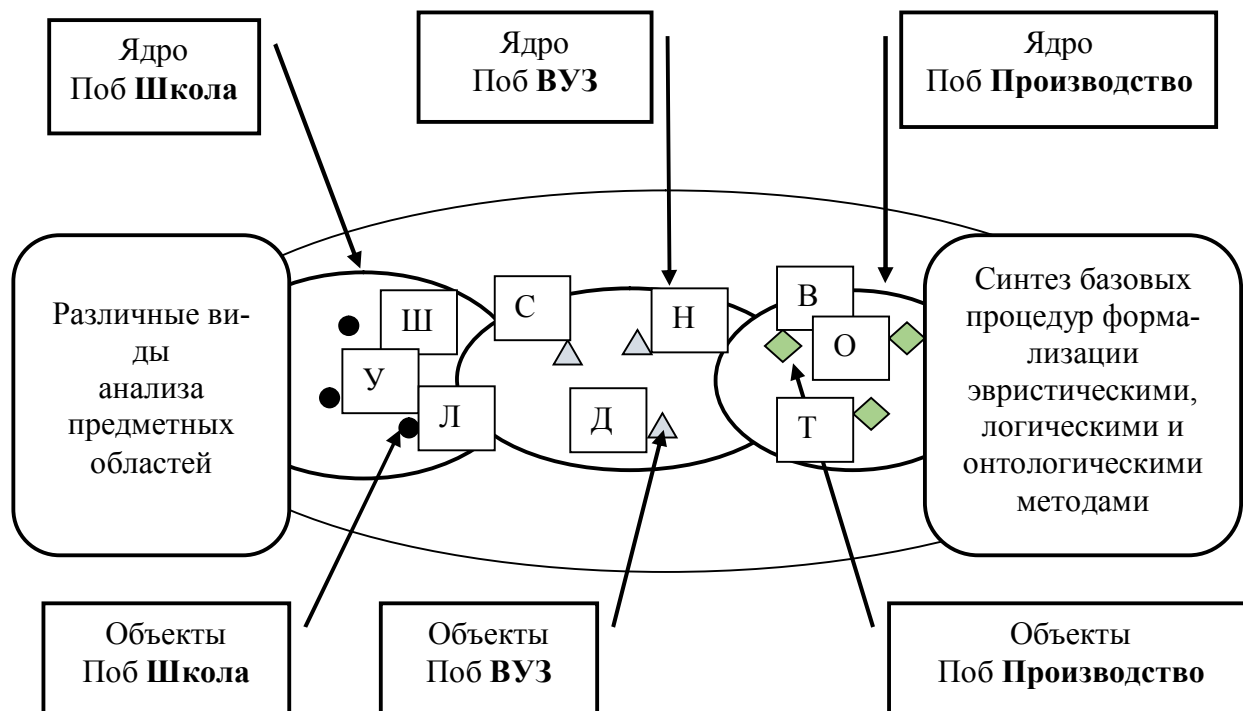 Ядро
Поб Школа
Ядро
Поб ВУЗ
Ядро
Поб Производство
Различные ви-
ды
анализа
предметных
областей
Ш
У
Л
С
Н
Д
В
О
Т
Синтез базовых
процедур форма-
лизации
эвристическими,
логическими и
онтологическими
методами
Объекты
Поб Школа
Объекты
Поб ВУЗ
Объекты
Поб Производство